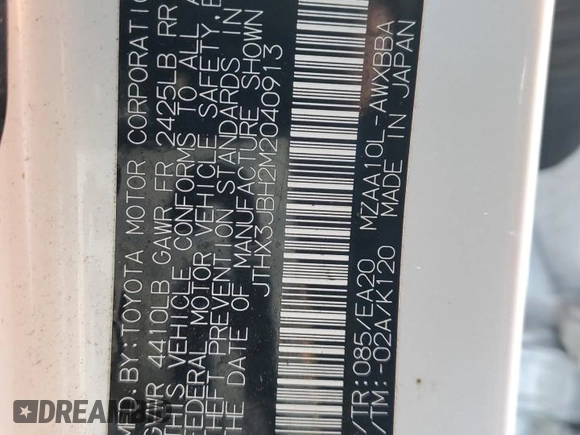 MFD. BY:TOYOTA MOTOR CORPORATIO
GVWR 4410LB GAWR FR 2425LB RR
THIS VEHICLE CONFORMS TO ALL A
FEDERAL MOTOR VEHICLE SAFETY,
THEFT PREVENTION STANDARDS IN
THE DATE OF MANUFACTURE SHOWN
JTHX3JBH2M2040913
/TR:085/EA20 MZAA10L-AWXBBA
/TM:-02A/K120 MADE IN JAPAN
DREAMBID